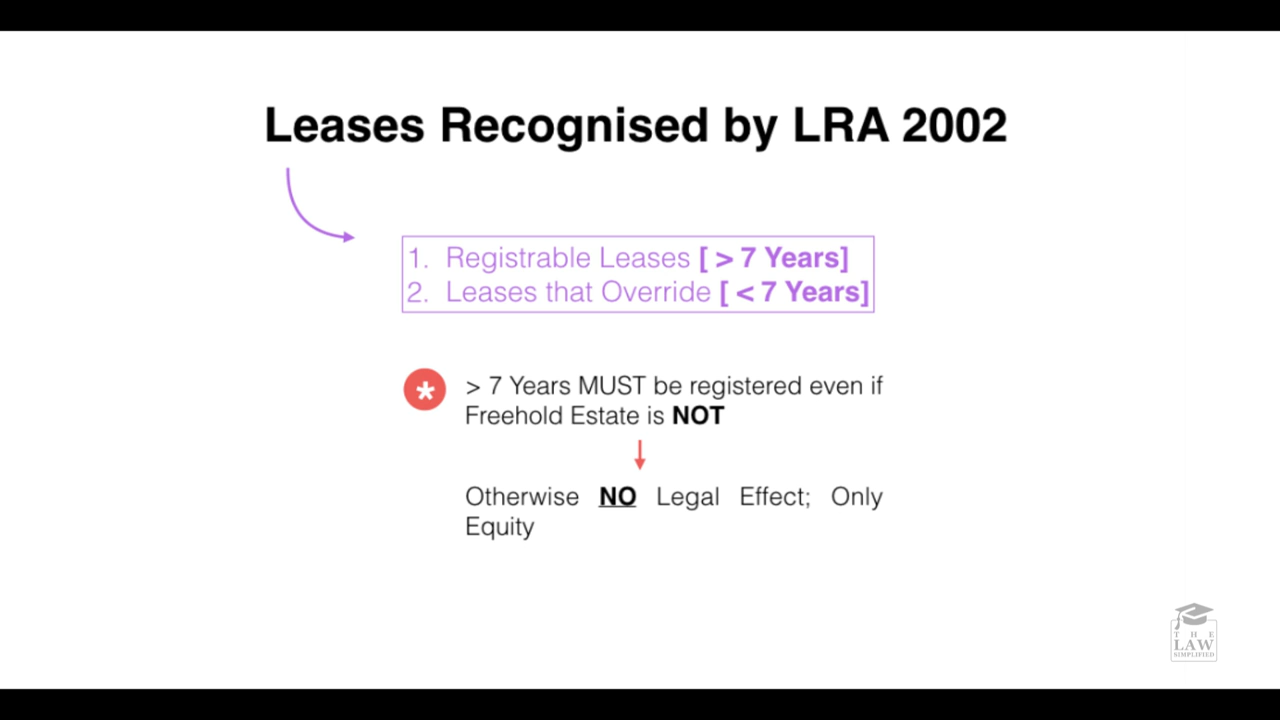 Leases Recognised by LRA 2002
1. Registrable Leases [ > 7 Years]
2. Leases that Override [ < 7 Years]
* > 7 Years MUST be registered even if
Freehold Estate is NOT
Otherwise NO Legal Effect; Only
Equity
THE
LAW
SIMPLIFIED